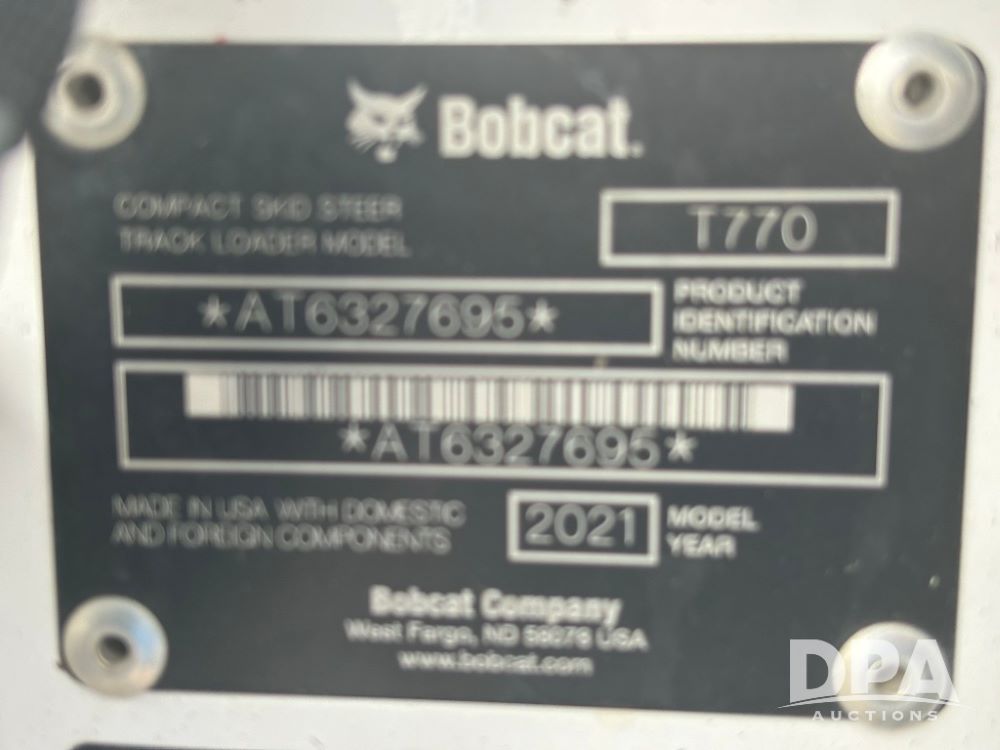 Bobcat.
COMPACT SKID STEER
TRACK LOADER MODEL
T770
*AT6327695*
PRODUCT
IDENTIFICATION
NUMBER
*AT6327695*
MADE IN USA WITH DOMESTIC
AND FOREIGN COMPONENTS
2021
MODEL
YEAR
Bobcat Company
West Fargo, ND 58078 USA
www.bobcat.com
DPA
AUCTIONS